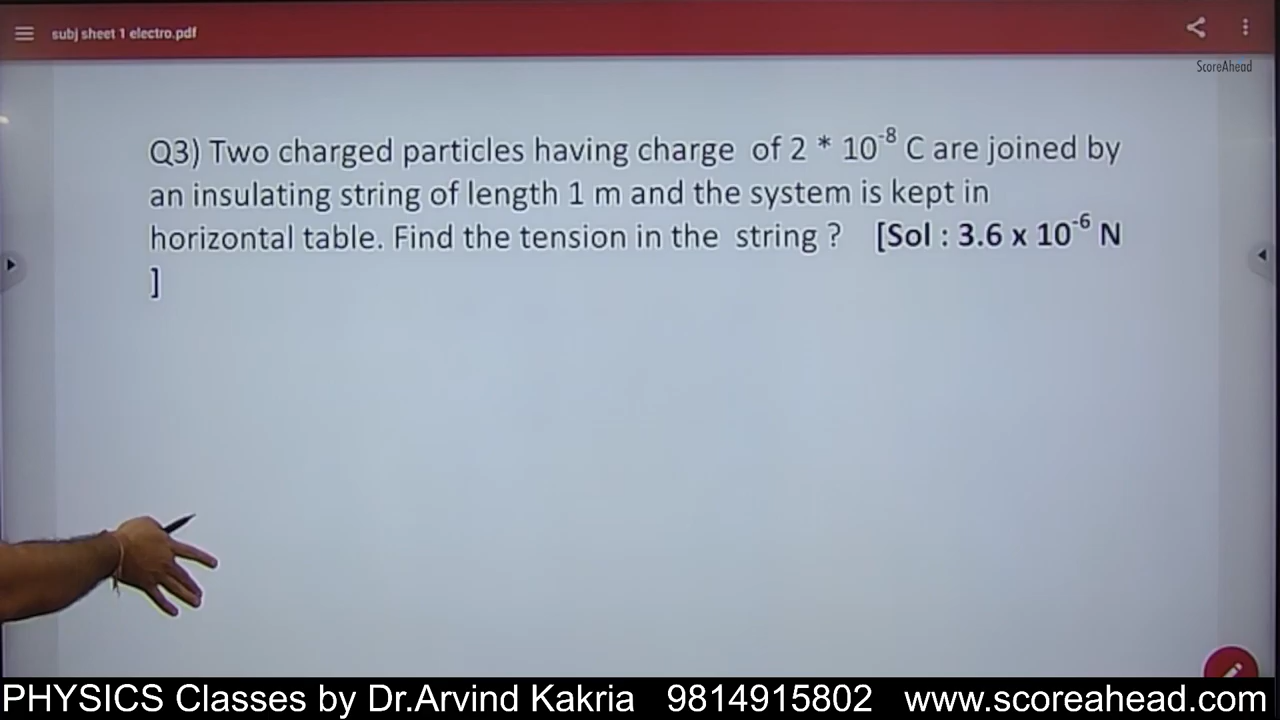 subj sheet 1 electro.pdf
ScoreAhead
Q3) Two charged particles having charge of 2 * 10⁻⁸ C are joined by
an insulating string of length 1 m and the system is kept in
horizontal table. Find the tension in the string ? [Sol : 3.6 x 10⁻⁶ N
]
PHYSICS Classes by Dr.Arvind Kakria 9814915802 www.scoreahead.com